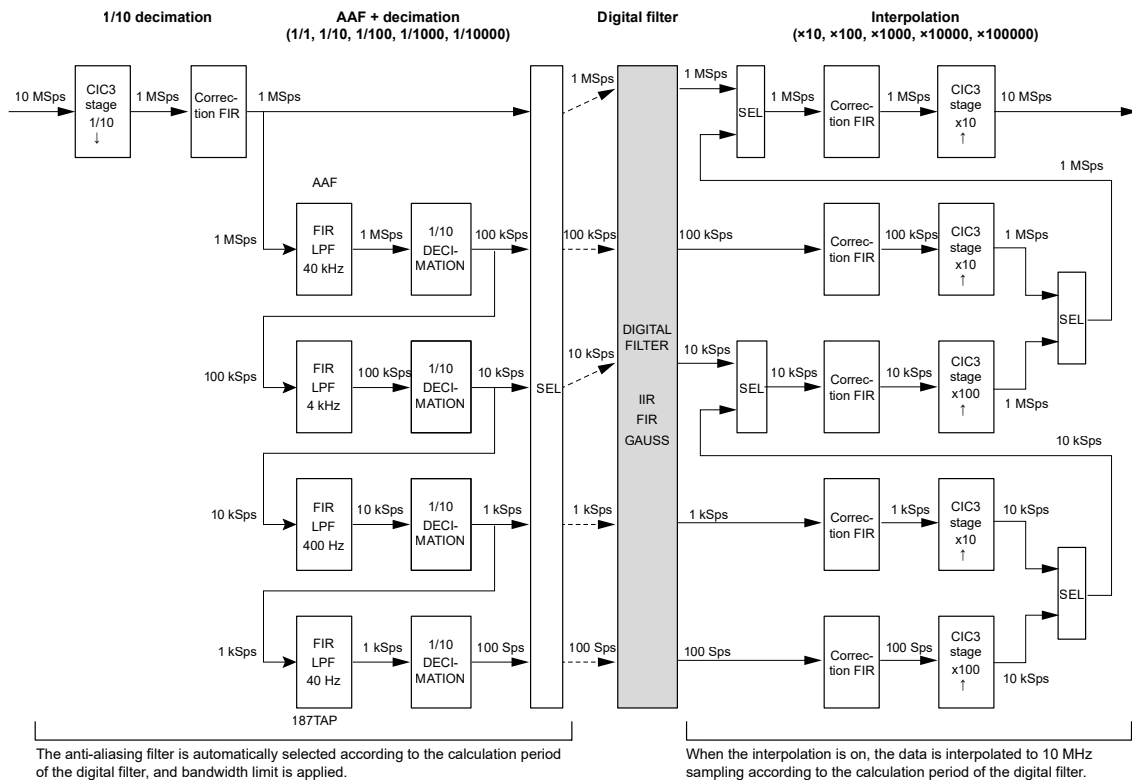 1/10 decimation
AAF + decimation
(1/1, 1/10, 1/100, 1/1000, 1/10000)
Digital filter
Interpolation
(×10, ×100, ×1000, ×10000, ×100000)
10 MSps
CIC3
stage
1/10
↓
1 MSps
Correc-
tion FIR
1 MSps
1 MSps
SEL
1 MSps
1 MSps
Correc-
tion FIR
1 MSps
CIC3
stage
x10
↑
10 MSps
1 MSps
AAF
1 MSps
FIR
LPF
40 kHz
1 MSps
1/10
DECI-
MATION
100 kSps
100 kSps
100 kSps
Correc-
tion FIR
100 kSps
CIC3
stage
x10
↑
1 MSps
SEL
100 kSps
FIR
LPF
4 kHz
100 kSps
1/10
DECI-
MATION
10 kSps
SEL
10 kSps
DIGITAL
FILTER
IIR
FIR
GAUSS
10 kSps
SEL
10 kSps
Correc-
tion FIR
10 kSps
CIC3
stage
x100
↑
1 MSps
10 kSps
10 kSps
FIR
LPF
400 Hz
10 kSps
1/10
DECI-
MATION
1 kSps
1 kSps
1 kSps
Correc-
tion FIR
1 kSps
CIC3
stage
x10
↑
10 kSps
SEL
1 kSps
FIR
LPF
40 Hz
1 kSps
1/10
DECI-
MATION
100 Sps
100 Sps
100 Sps
Correc-
tion FIR
100 Sps
CIC3
stage
x100
↑
10 kSps
187TAP
The anti-aliasing filter is automatically selected according to the calculation period
of the digital filter, and bandwidth limit is applied.
When the interpolation is on, the data is interpolated to 10 MHz
sampling according to the calculation period of the digital filter.